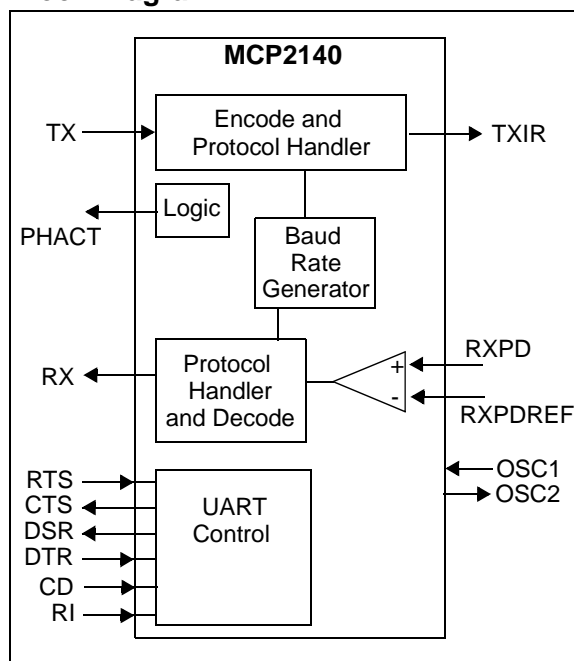 MCP2140
TX
Encode and
Protocol Handler
TXIR
Logic
PHACT
Baud
Rate
Generator
RX
Protocol
Handler
and Decode
+
-
RXPD
RXPDREF
OSC1
OSC2
RTS
CTS
DSR
DTR
CD
RI
UART
Control